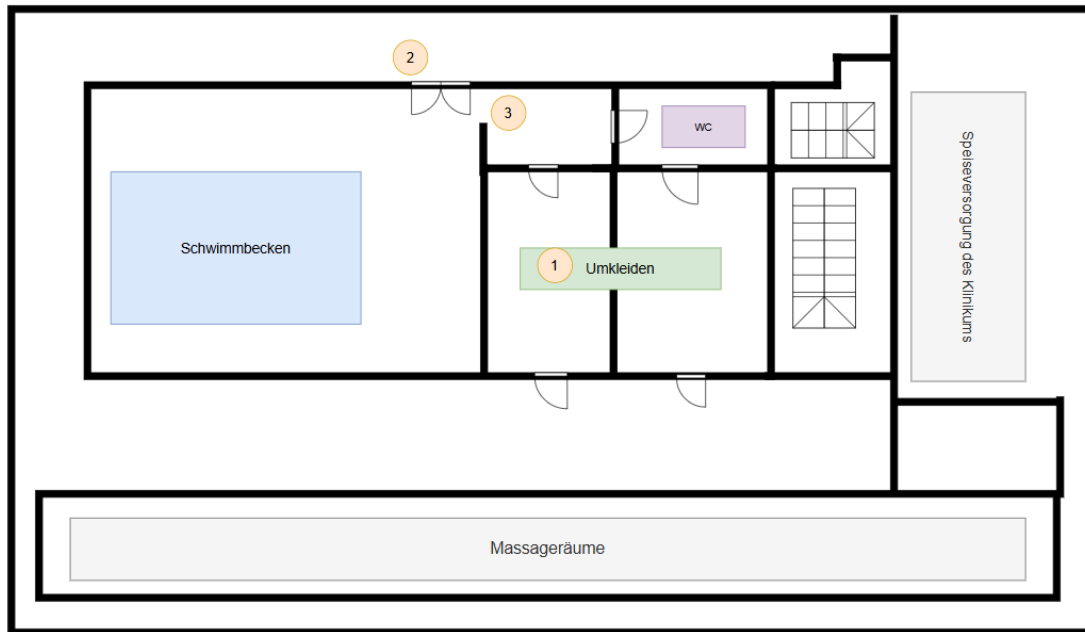 2
3
WC
Speiseversorgung des Klinikums
Schwimmbecken
1
Umkleiden
Massageräume